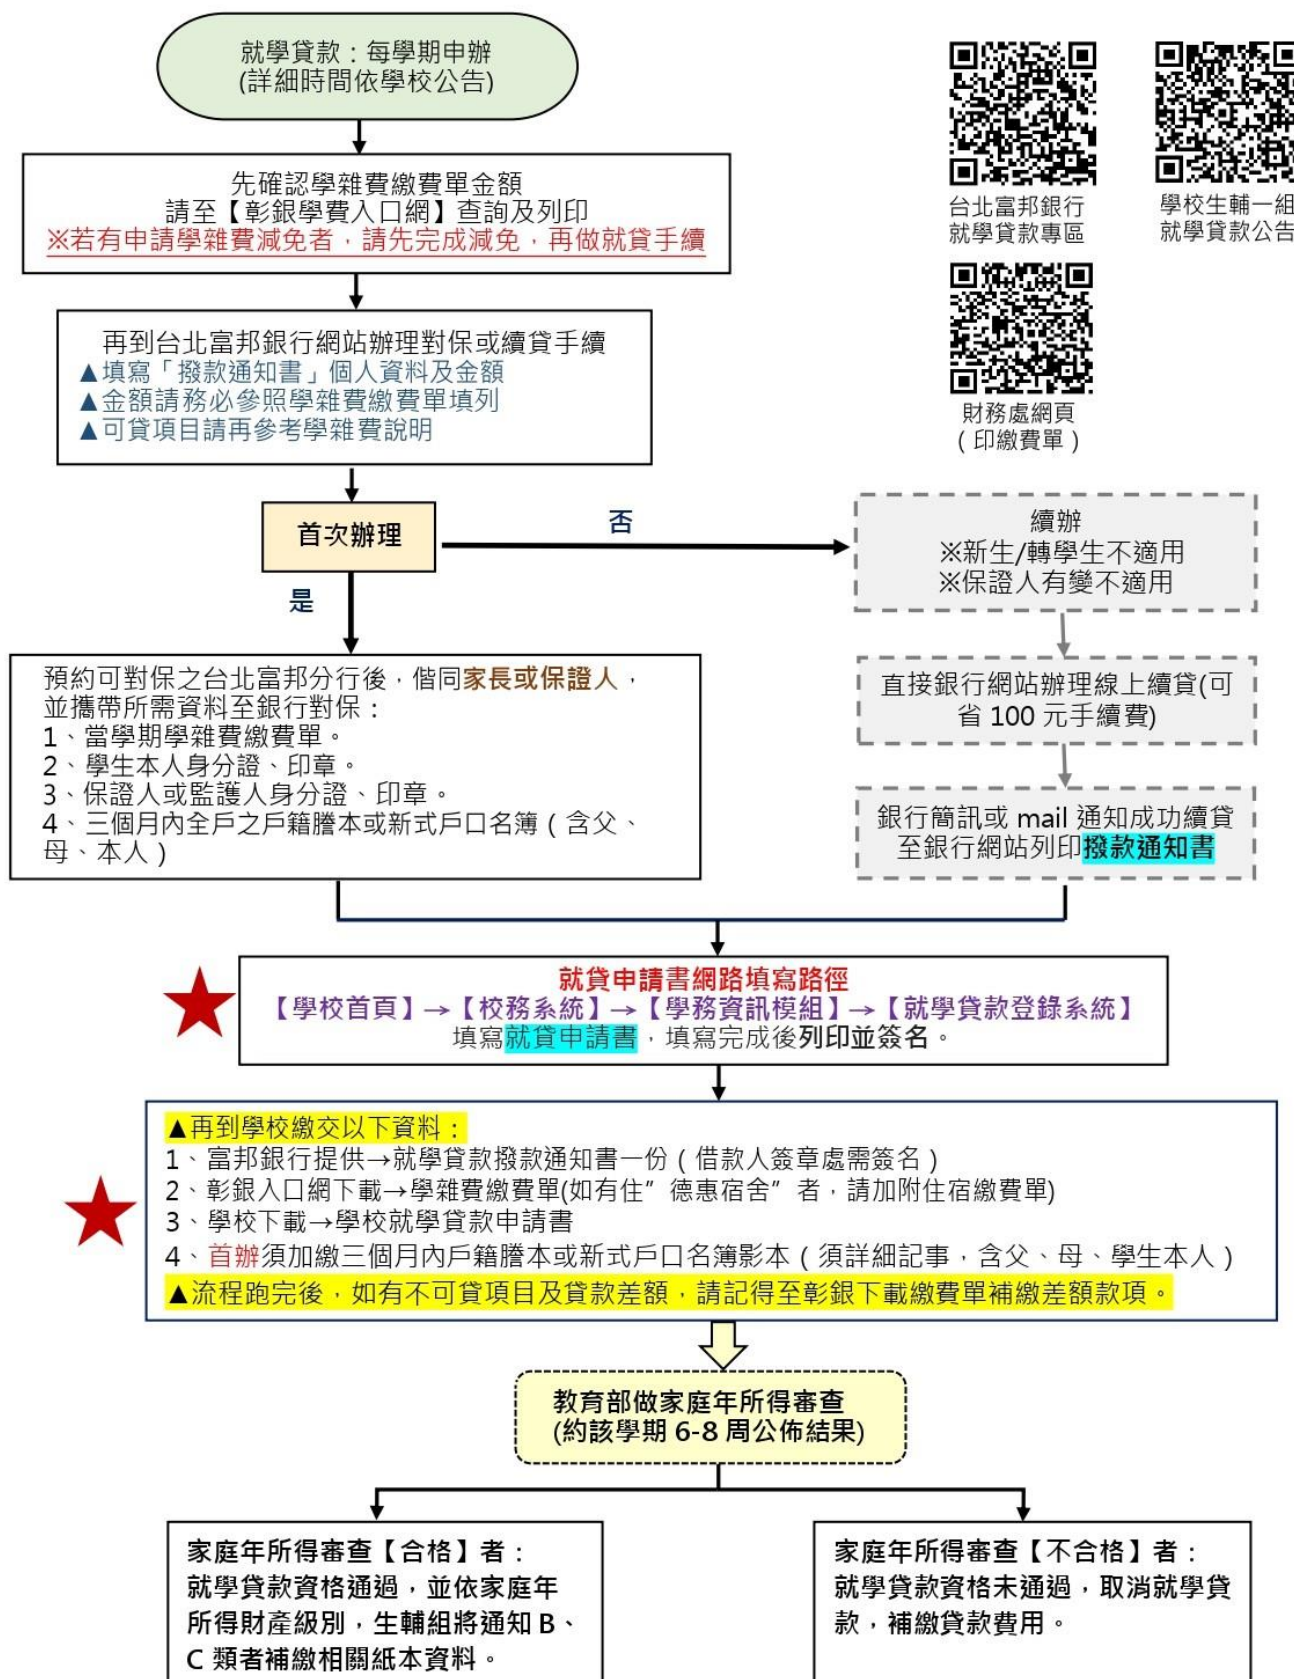 就學貸款：每學期申辦
(詳細時間依學校公告)
先確認學雜費繳費單金額
請至【彰銀學費入口網】查詢及列印
※若有申請學雜費減免者，請先完成減免，再做就貸手續
台北富邦銀行
就學貸款專區
學校生輔一組
就學貸款公告
財務處網頁
（印繳費單）
再到台北富邦銀行網站辦理對保或續貸手續
▲填寫「撥款通知書」個人資料及金額
▲金額請務必參照學雜費繳費單填列
▲可貸項目請再參考學雜費說明
首次辦理
否
是
續辦
※新生/轉學生不適用
※保證人有變不適用
預約可對保之台北富邦分行後，偕同家長或保證人，
並攜帶所需資料至銀行對保：
1、當學期學雜費繳費單。
2、學生本人身分證、印章。
3、保證人或監護人身分證、印章。
4、三個月內全戶之戶籍謄本或新式戶口名簿（含父、
母、本人）
直接銀行網站辦理線上續貸(可
省 100 元手續費)
銀行簡訊或 mail 通知成功續貸
至銀行網站列印撥款通知書
就貸申請書網路填寫路徑
【學校首頁】→【校務系統】→【學務資訊模組】→【就學貸款登錄系統】
填寫就貸申請書，填寫完成後列印並簽名。
▲再到學校繳交以下資料：
1、富邦銀行提供→就學貸款撥款通知書一份（借款人簽章處需簽名）
2、彰銀入口網下載→學雜費繳費單(如有住”德惠宿舍”者，請加附住宿繳費單)
3、學校下載→學校就學貸款申請書
4、首辦須加繳三個月內戶籍謄本或新式戶口名簿影本（須詳細記事，含父、母、學生本人）
▲流程跑完後，如有不可貸項目及貸款差額，請記得至彰銀下載繳費單補繳差額款項。
教育部做家庭年所得審查
(約該學期 6-8 周公佈結果)
家庭年所得審查【合格】者：
就學貸款資格通過，並依家庭年
所得財產級別，生輔組將通知 B、
C 類者補繳相關紙本資料。
家庭年所得審查【不合格】者：
就學貸款資格未通過，取消就學貸
款，補繳貸款費用。